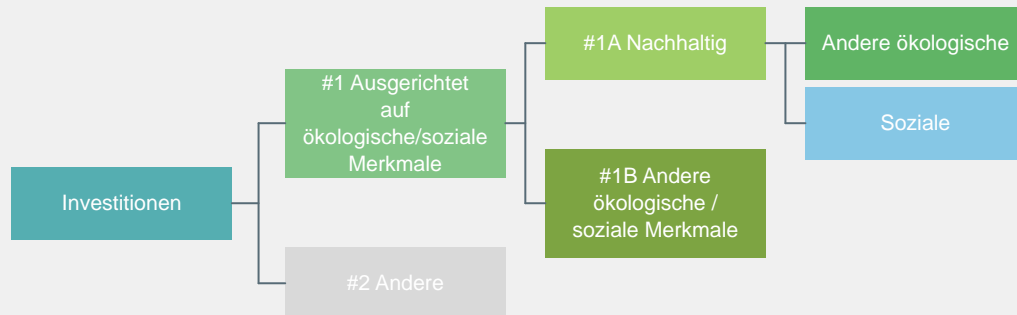 Investitionen
#1 Ausgerichtet
auf
ökologische/soziale
Merkmale
#2 Andere
#1A Nachhaltig
#1B Andere
ökologische /
soziale Merkmale
Andere ökologische
Soziale